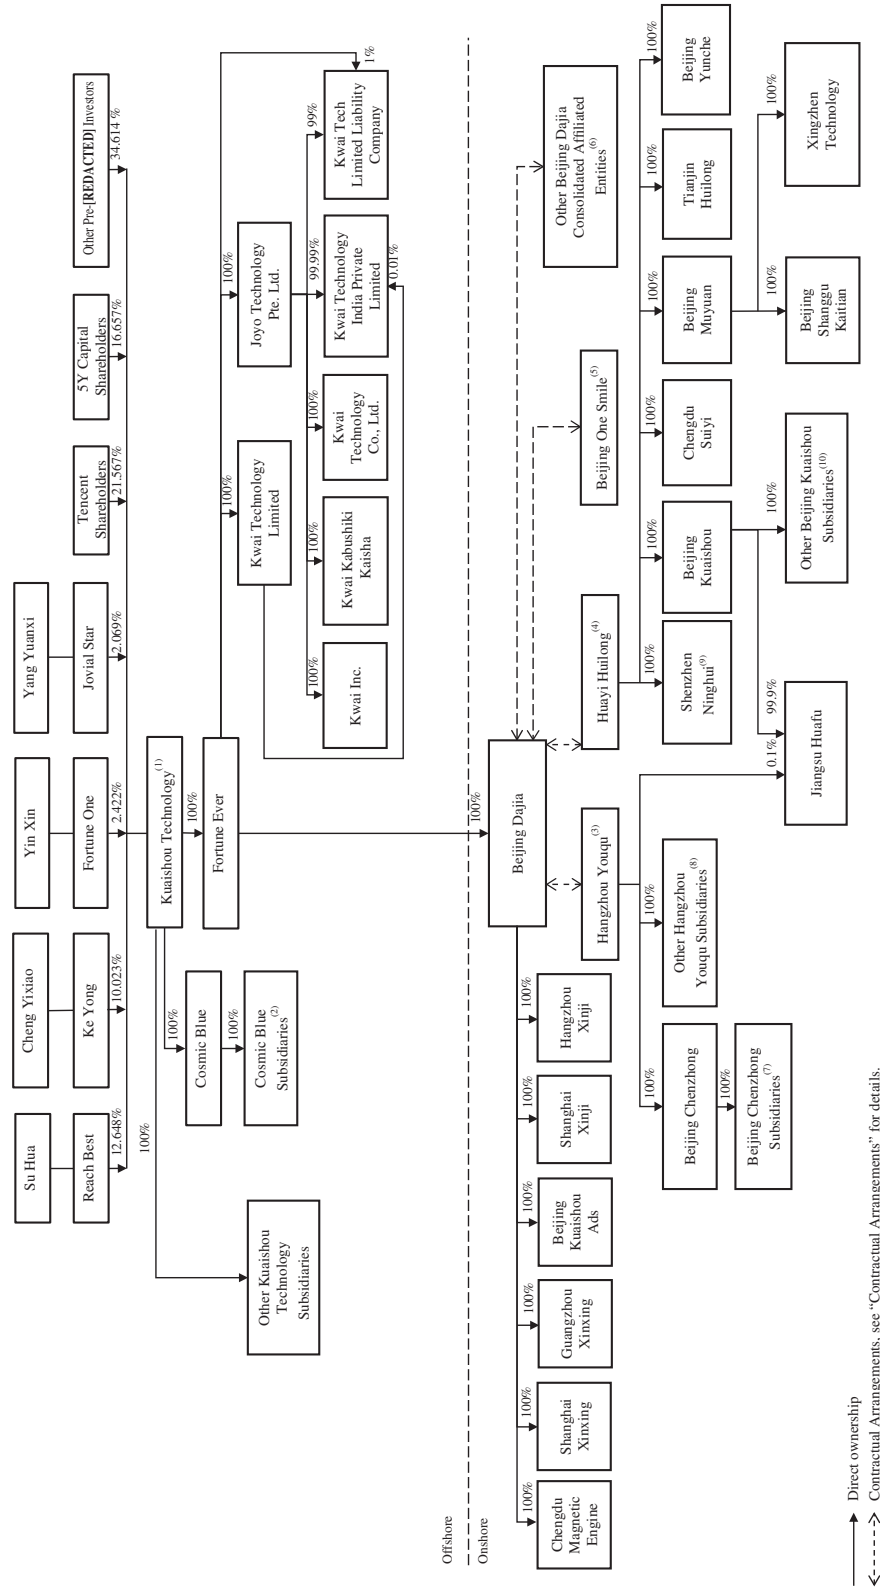 Su Hua
Cheng Yixiao
Yin Xin
Yang Yuanxi
Reach Best
Ke Yong
Fortune One
Jovial Star
Tencent
Shareholders
5Y Capital
Shareholders
Other Pre-[REDACTED] Investors
12.648%
10.023%
2.422%
2.069%
21.567%
16.657%
34.614 %
100%
Kuaishou Technology(1)
100%
100%
Cosmic Blue
Fortune Ever
100%
Cosmic Blue
Subsidiaries(2)
Other Kuaishou
Technology
Subsidiaries
100%
Kwai Technology
Limited
100%
Joyo Technology
Pte. Ltd.
100%
Kwai Inc.
100%
Kwai Kabushiki
Kaisha
100%
Kwai
Technology
Co., Ltd.
99.99%
Kwai Technology
India Private
Limited
0.01%
99%
Kwai Tech
Limited Liability
Company
1%
Offshore
Onshore
100%
Beijing Dajia
100%
Chengdu
Magnetic
Engine
100%
Shanghai
Xinxing
100%
Guangzhou
Xinxing
100%
Beijing
Kuaishou
Ads
100%
Shanghai
Xinji
100%
Hangzhou
Xinji
Hangzhou Youqu(3)
Huayi Huilong(4)
Beijing One Smile(5)
Other Beijing Dajia
Consolidated Affiliated
Entities(6)
100%
Beijing Chenzhong
100%
Beijing Chenzhong
Subsidiaries(7)
100%
Other Hangzhou
Youqu Subsidiaries(8)
0.1%
99.9%
Jiangsu Huafu
100%
Shenzhen
Ninghui(9)
100%
Beijing
Kuaishou
100%
Other Beijing Kuaishou
Subsidiaries(10)
100%
Chengdu
Suiyi
100%
Beijing
Muyuan
100%
Beijing
Shanggu
Kaitian
100%
Xingzhen
Technology
100%
Tianjin
Huilong
100%
Beijing
Yunche
Direct ownership
Contractual Arrangements, see “Contractual Arrangements” for details.